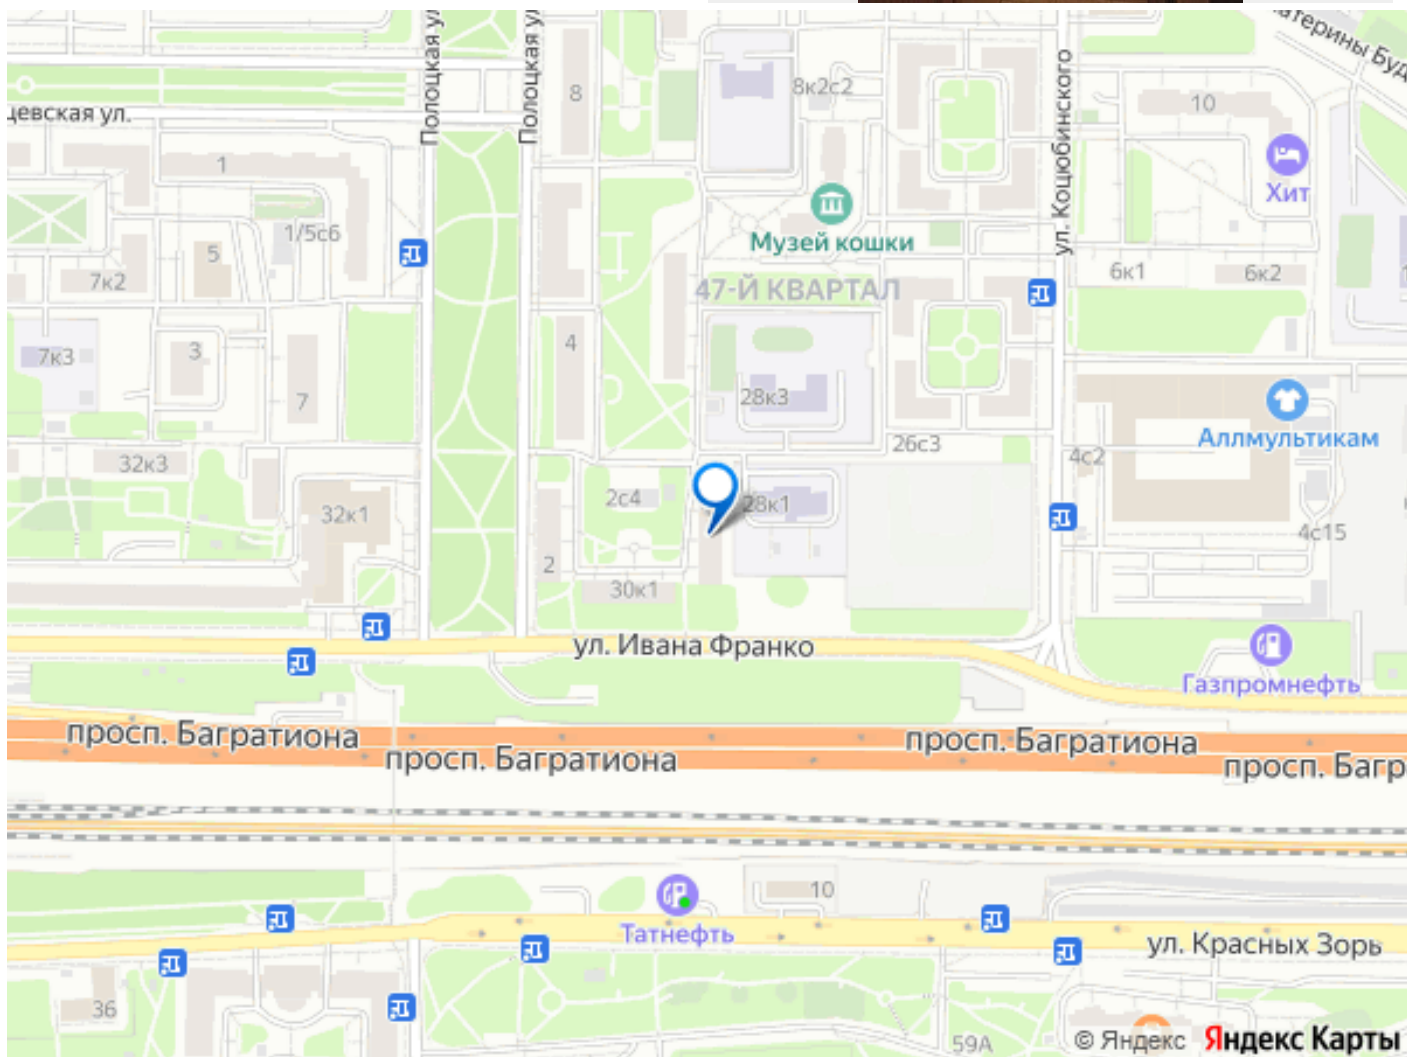 катерины Буд
Полоцкая ул
Полоцкая ул
ул. Коцюбинского
цевская ул.
8
8к2с2
10
Хит
1
Музей кошки
1/5с6
5
7к2
6к1
6к2
47-Й КВАРТАЛ
7к3
3
4
7
28к3
Аллмультикам
26с3
4с2
32к3
2с4
28к1
32к1
4с15
2
30к1
ул. Ивана Франко
Газпромнефть
просп. Багратиона
просп. Багратиона
просп. Багратиона
просп. Багр
10
Татнефть
ул. Красных Зорь
36
59А
© Яндекс Яндекс Карты